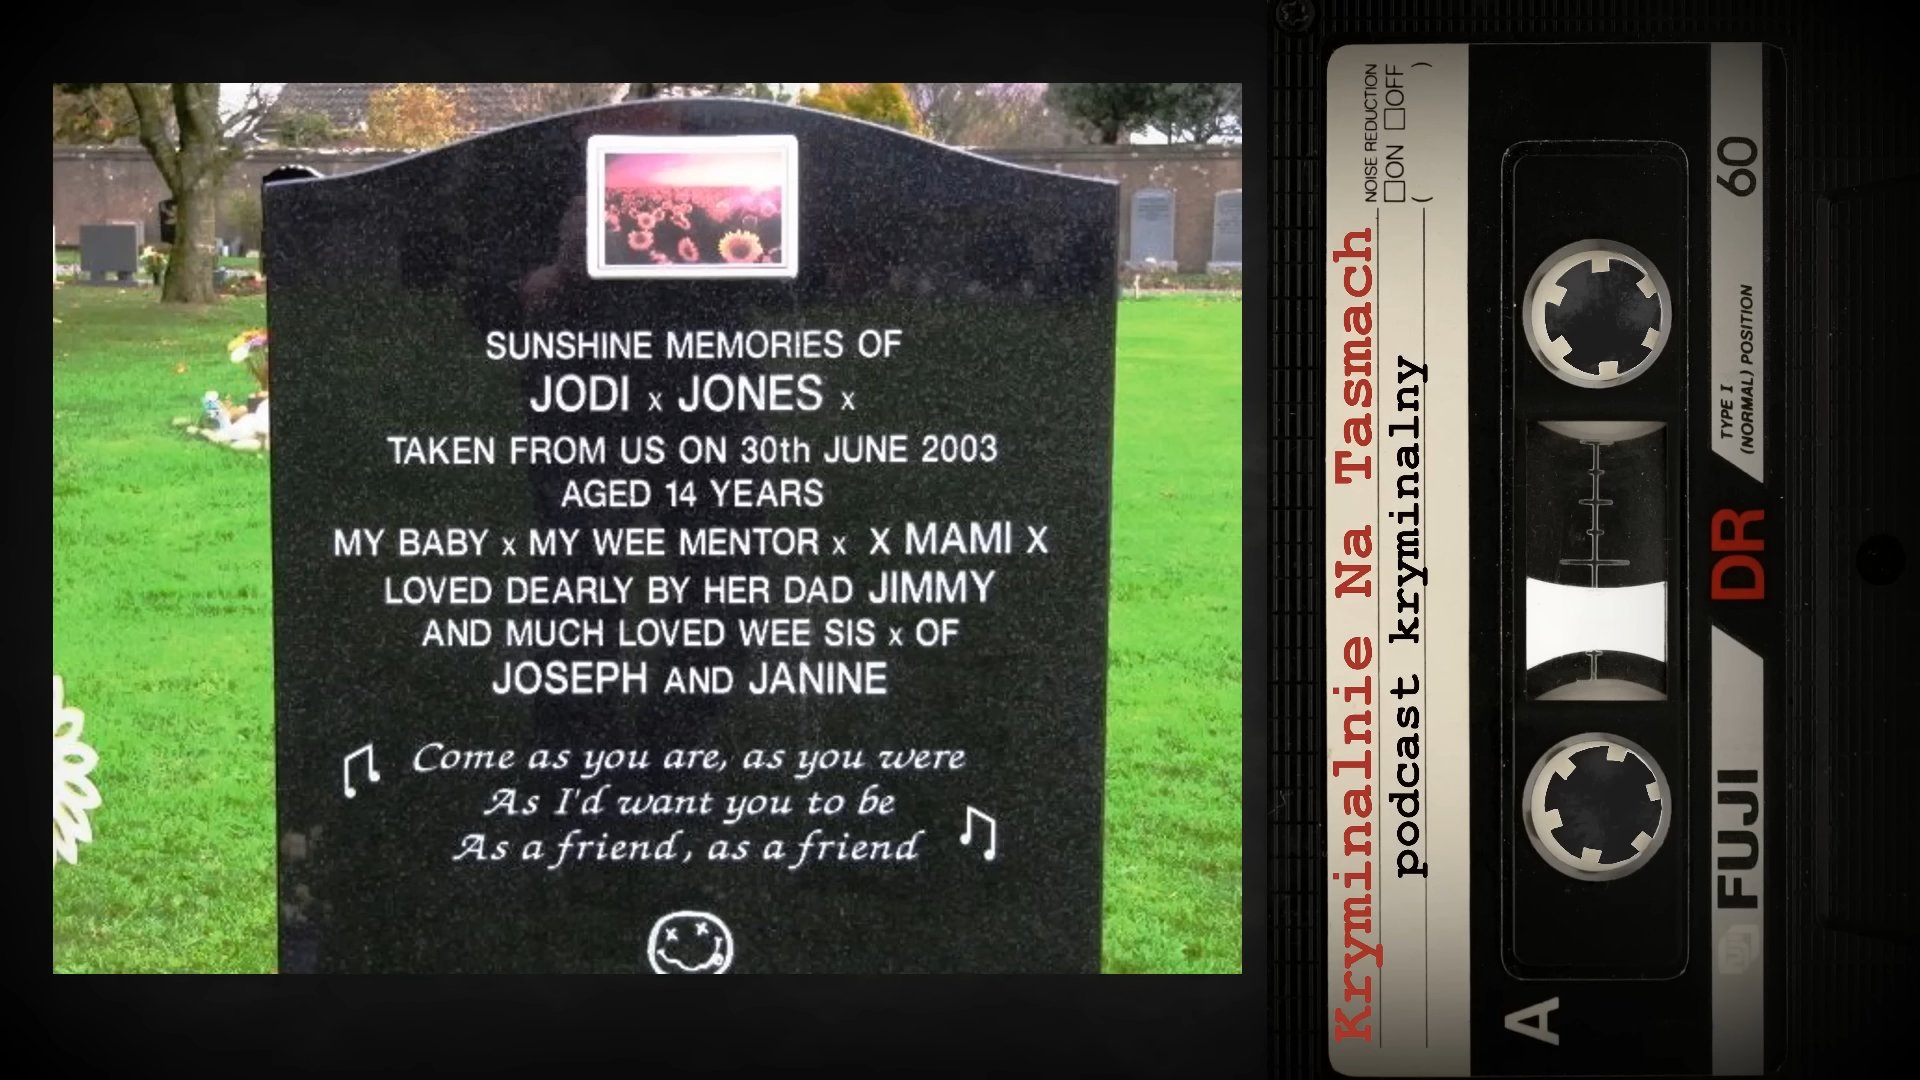 SUNSHINE MEMORIES OF
JODI x JONES x
TAKEN FROM US ON 30th JUNE 2003
AGED 14 YEARS
MY BABY x MY WEE MENTOR x X MAMI X
LOVED DEARLY BY HER DAD JIMMY
AND MUCH LOVED WEE SIS x OF
JOSEPH AND JANINE
Come as you are, as you were
As I'd want you to be
As a friend, as a friend
Kryminalnie Na Tasmach
podcast kryminalny
NOISE REDUCTION
□ON □OFF
( )
A
60
TYPE I
(NORMAL) POSITION
DR
FUJI